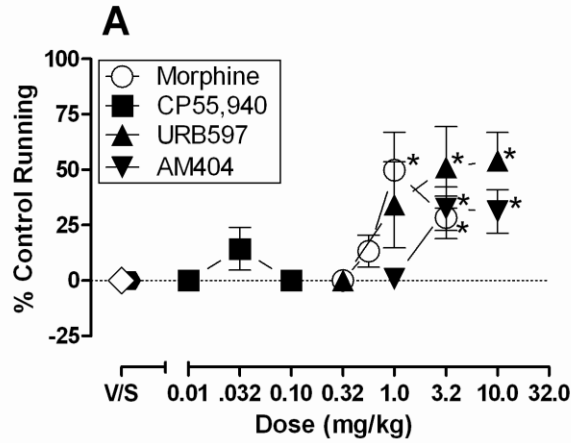 A
100
75
50
25
0
-25
% Control Running
Morphine
CP55,940
URB597
AM404
*
*
*
*
*
*
V/S 0.01 .032 0.10 0.32 1.0 3.2 10.0 32.0
Dose (mg/kg)